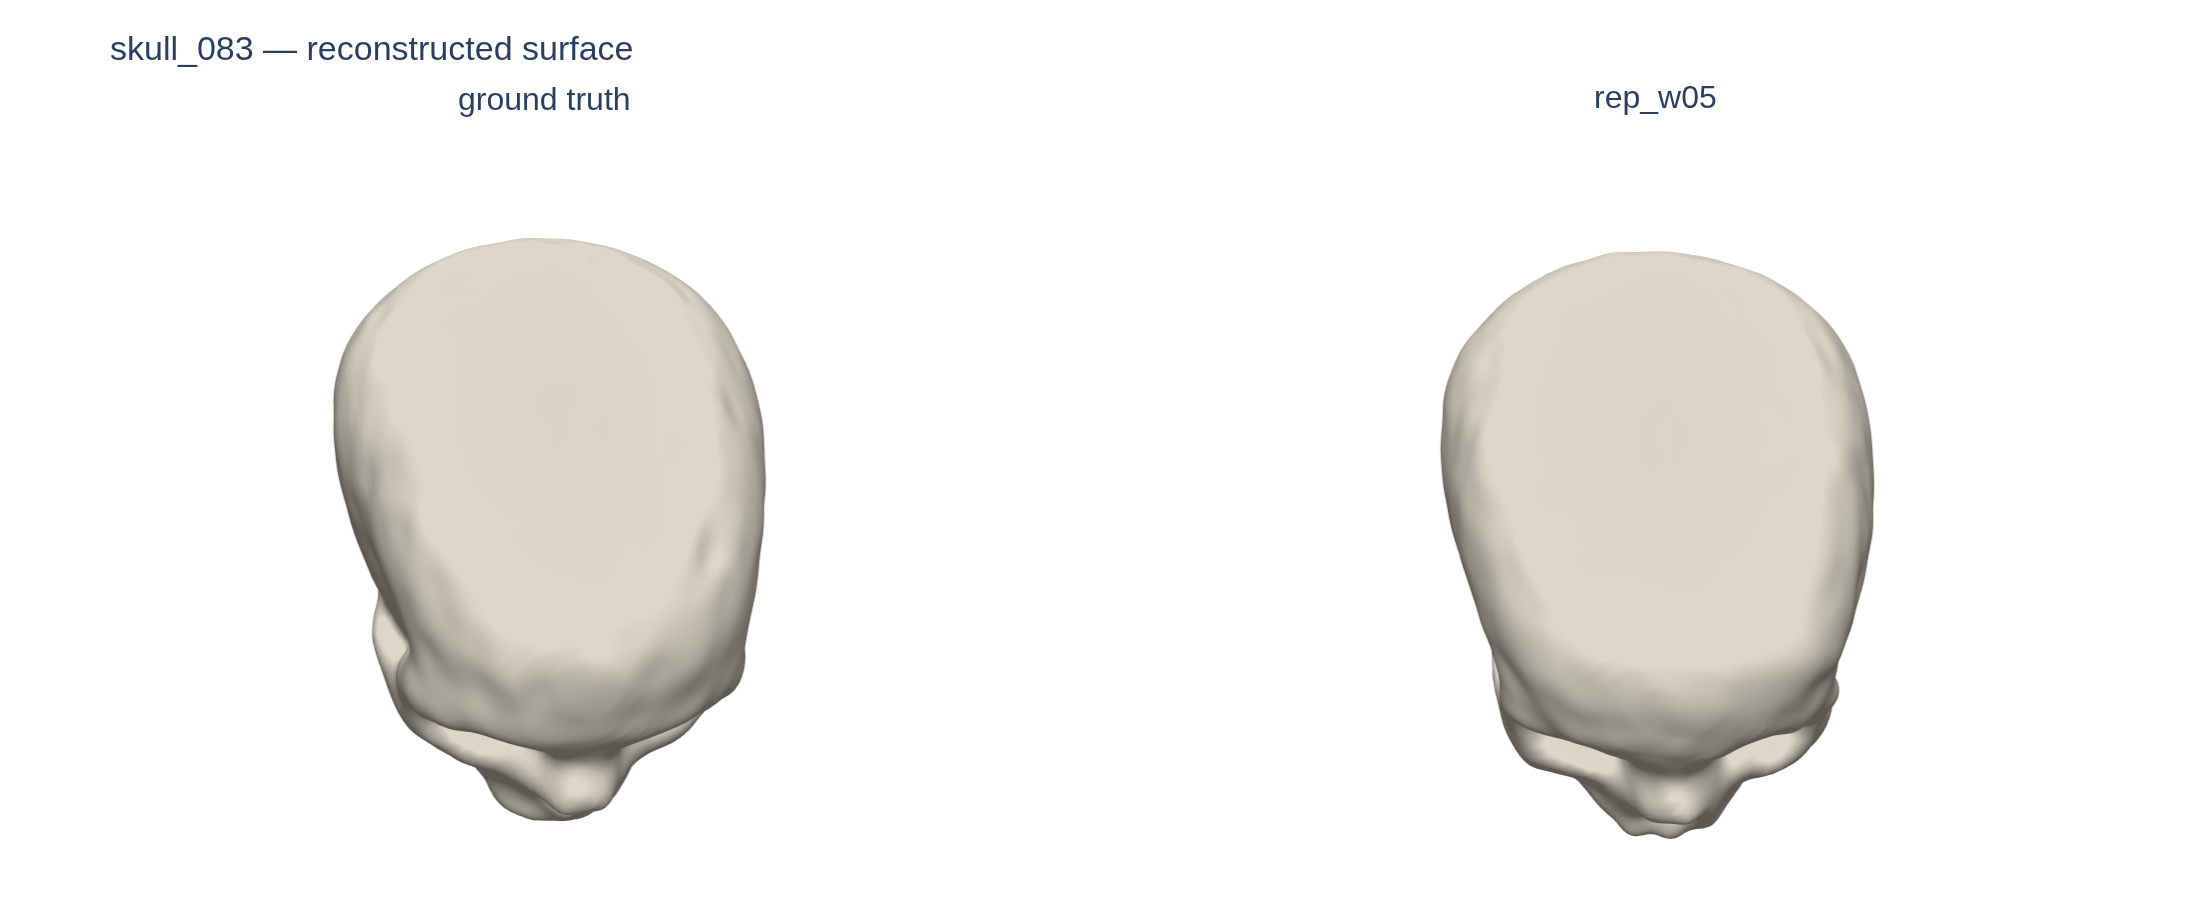 skull_083 — reconstructed surface
ground truth
rep_w05